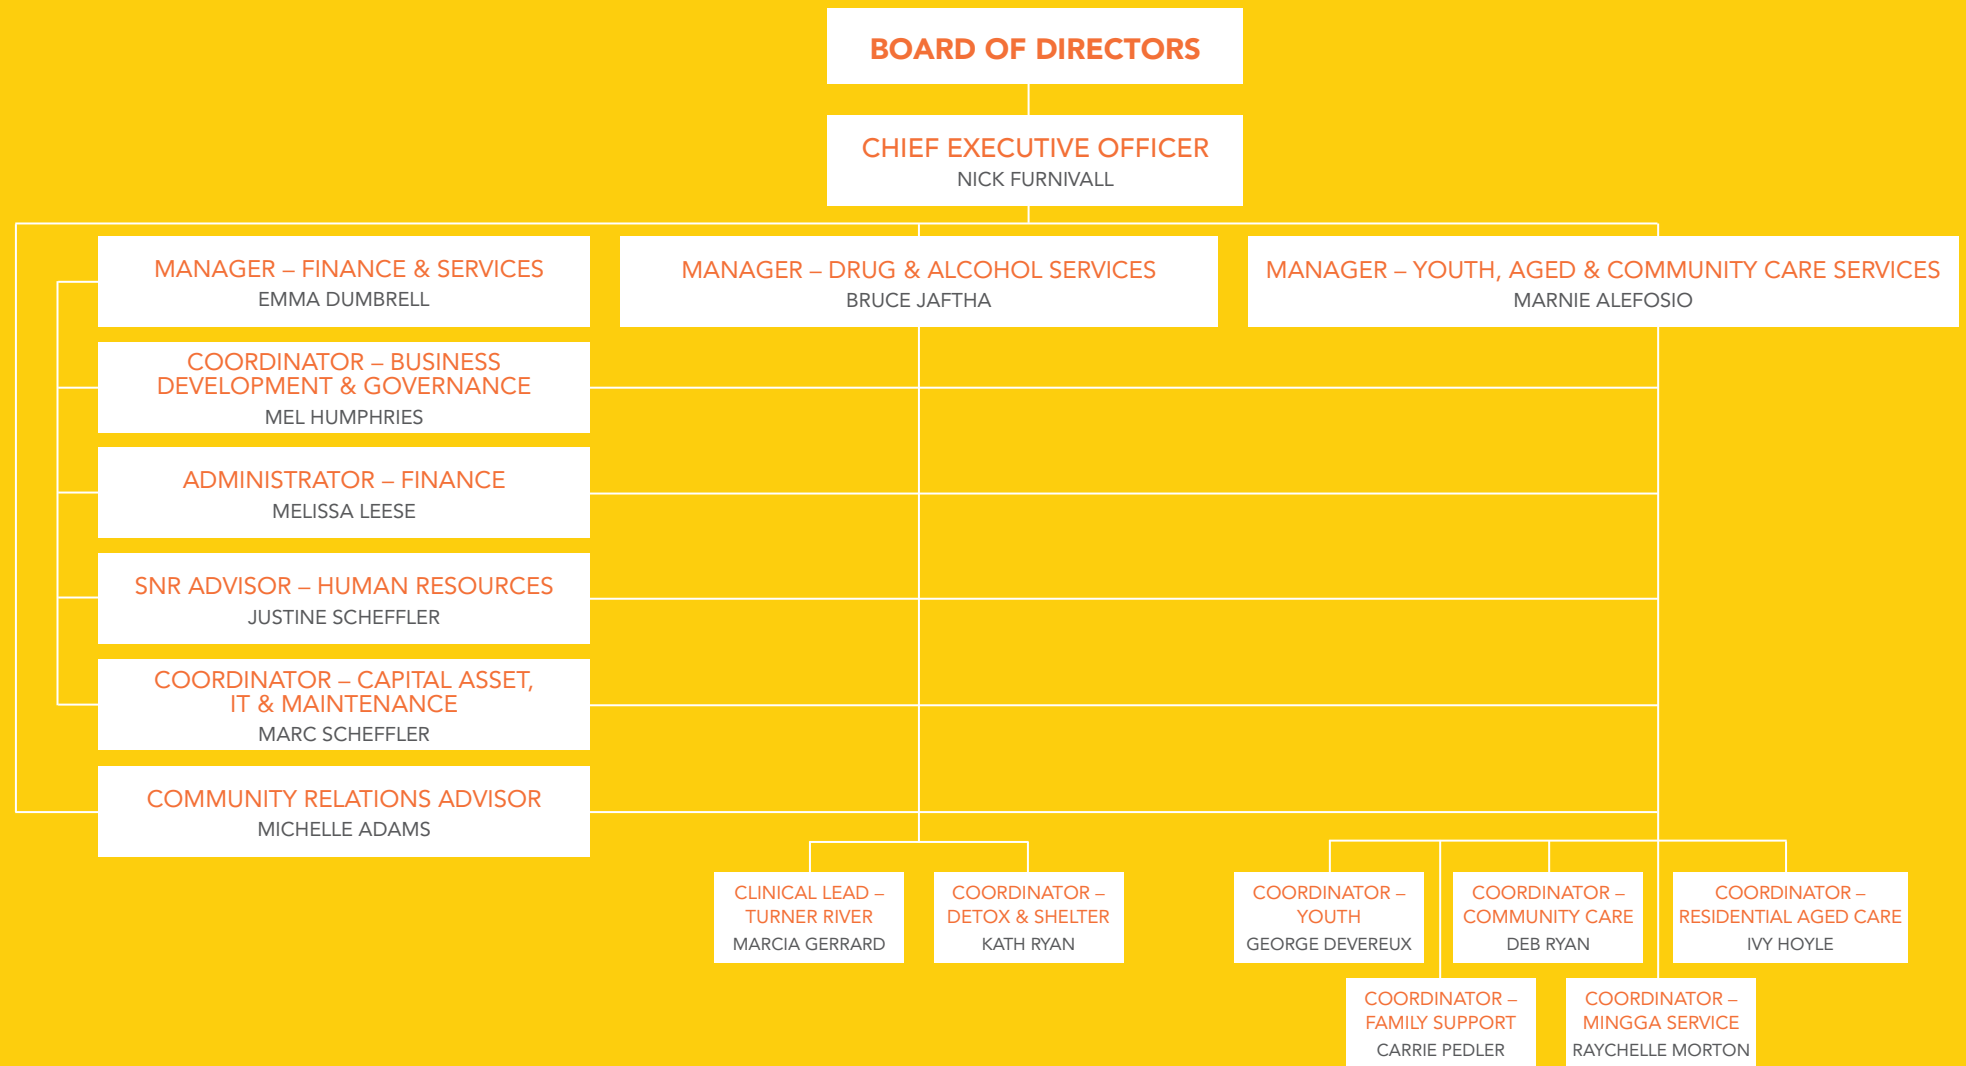 BOARD OF DIRECTORS
CHIEF EXECUTIVE OFFICER
NICK FURNIVALL
MANAGER – FINANCE & SERVICES
EMMA DUMBRELL
MANAGER – DRUG & ALCOHOL SERVICES
BRUCE JAFTHA
MANAGER – YOUTH, AGED & COMMUNITY CARE SERVICES
MARNIE ALEFOSIO
COORDINATOR – BUSINESS
DEVELOPMENT & GOVERNANCE
MEL HUMPHRIES
ADMINISTRATOR – FINANCE
MELISSA LEESE
SNR ADVISOR – HUMAN RESOURCES
JUSTINE SCHEFFLER
COORDINATOR – CAPITAL ASSET,
IT & MAINTENANCE
MARC SCHEFFLER
COMMUNITY RELATIONS ADVISOR
MICHELLE ADAMS
CLINICAL LEAD –
TURNER RIVER
MARCIA GERRARD
COORDINATOR –
DETOX & SHELTER
KATH RYAN
COORDINATOR –
YOUTH
GEORGE DEVEREUX
COORDINATOR –
COMMUNITY CARE
DEB RYAN
COORDINATOR –
RESIDENTIAL AGED CARE
IVY HOYLE
COORDINATOR –
FAMILY SUPPORT
CARRIE PEDLER
COORDINATOR –
MINGGA SERVICE
RAYCHELLE MORTON